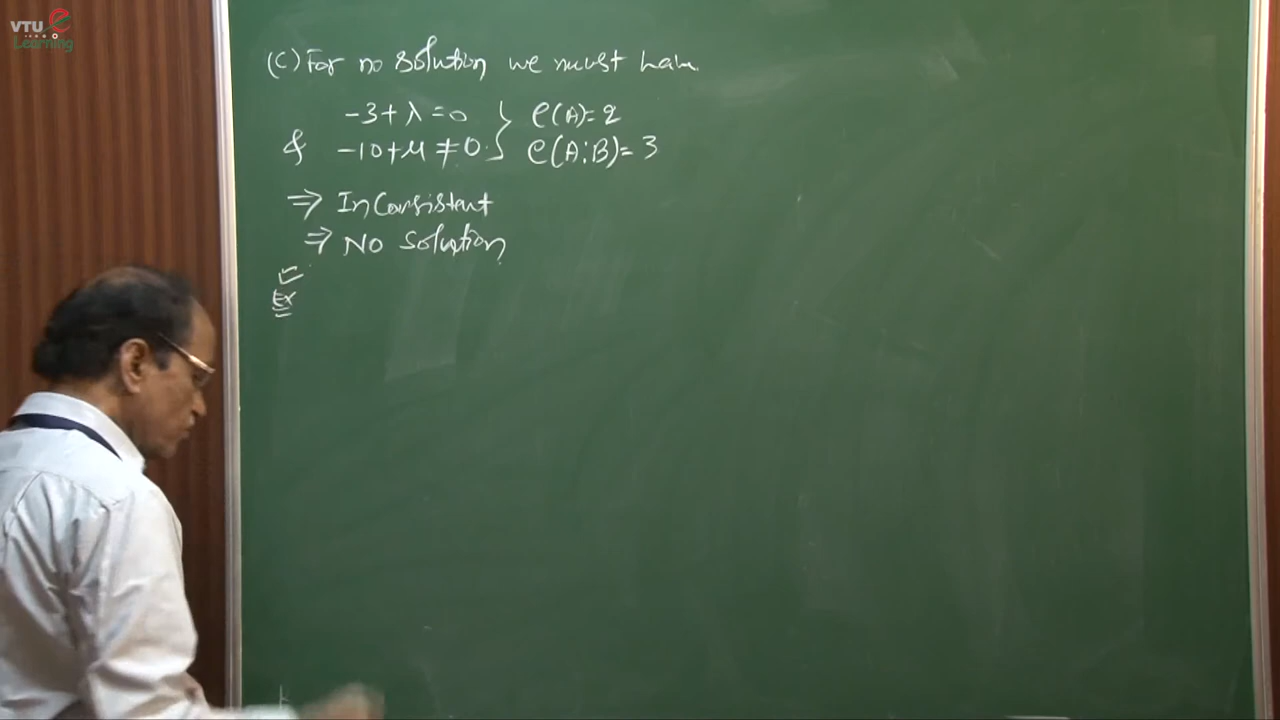 VTU e
Learning
(C) For no solution we must have
-3+λ=0 } ρ(A)=2
& -10+μ≠0 } ρ(A:B)=3
⇒ Inconsistent
⇒ No solution
Ex